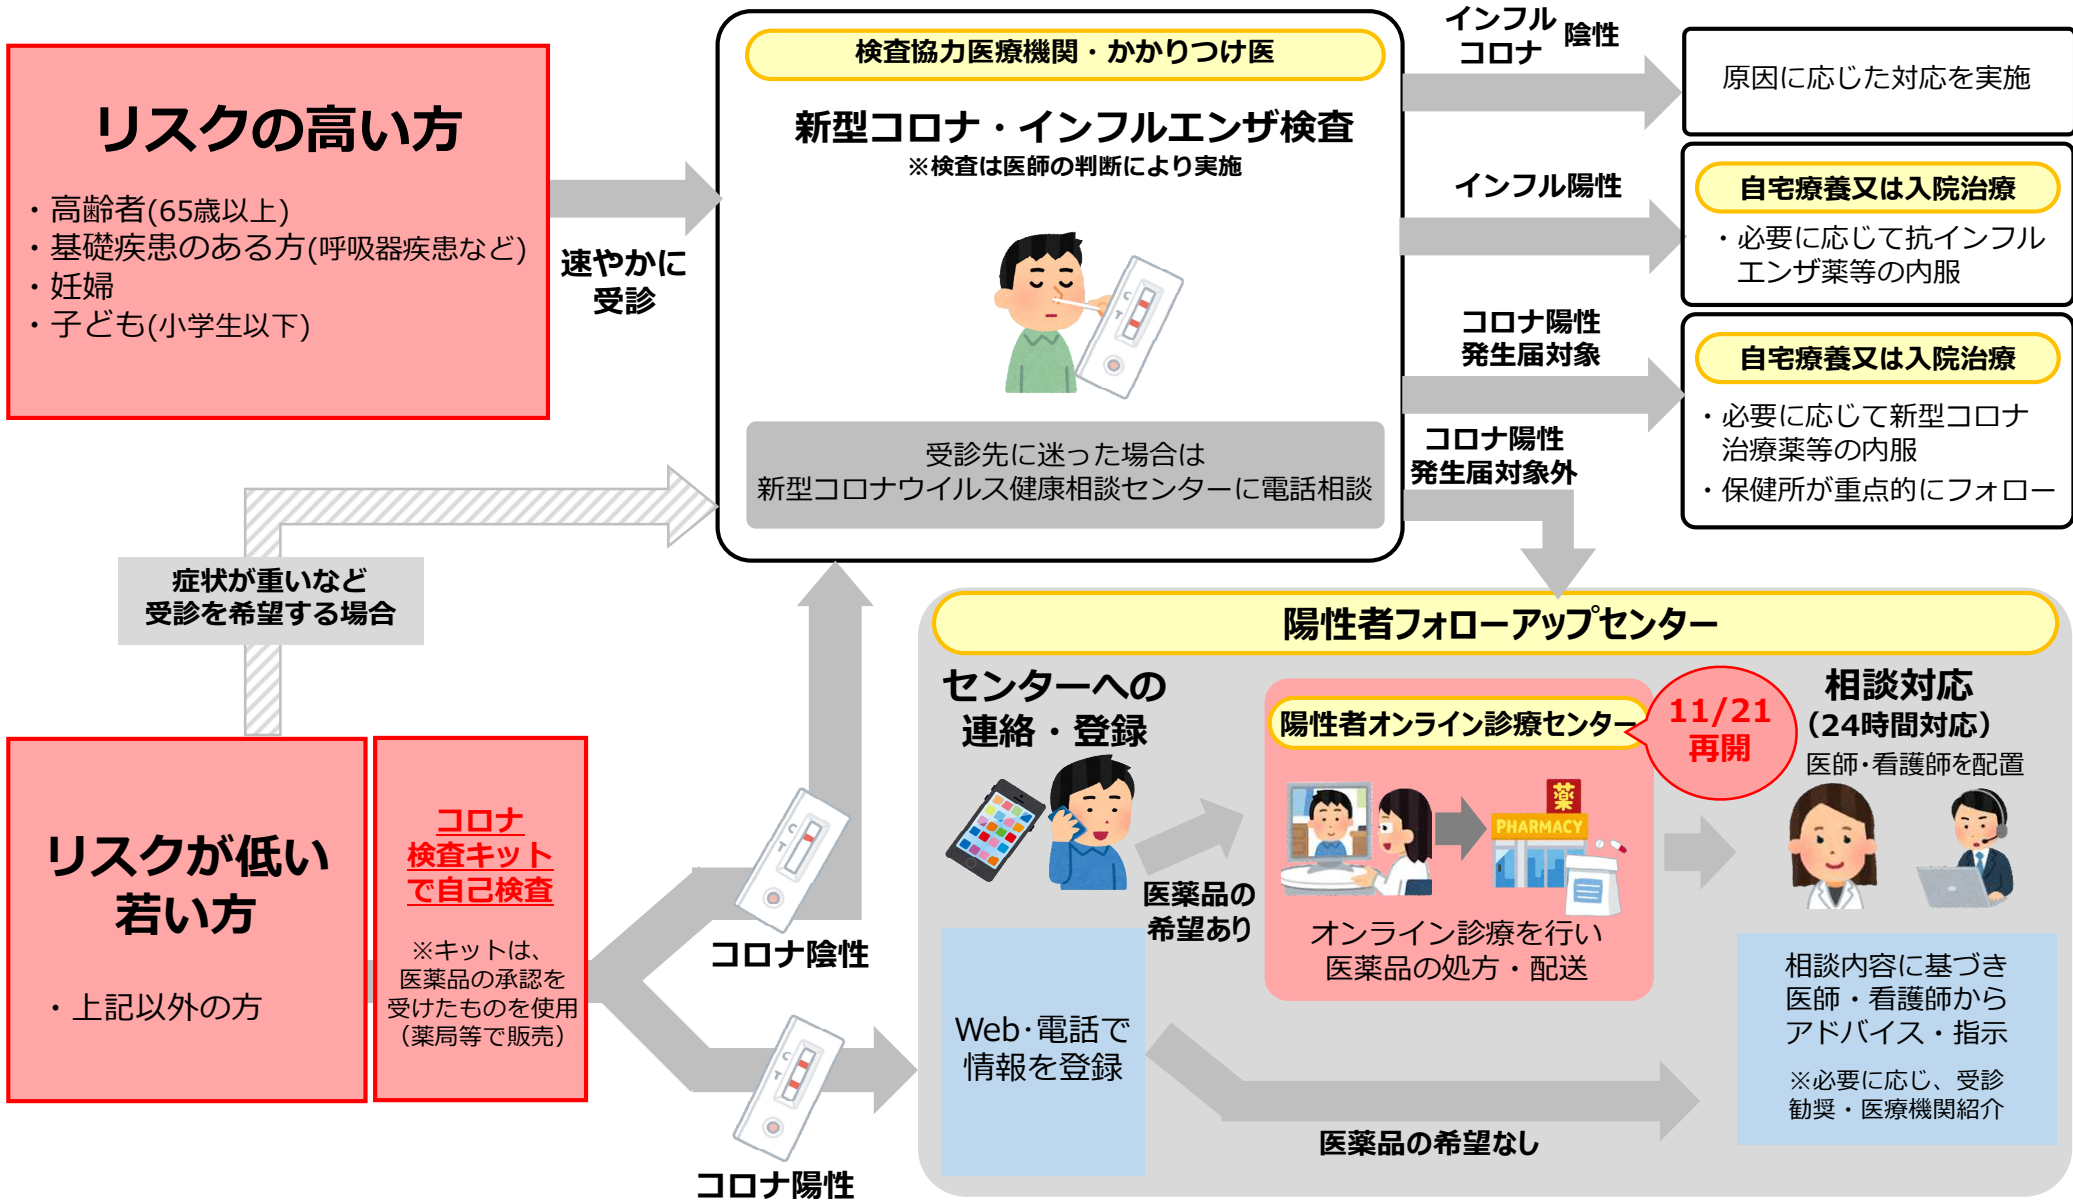 リスクの高い方
・高齢者(65歳以上)
・基礎疾患のある方(呼吸器疾患など)
・妊婦
・子ども(小学生以下)
速やかに
受診
検査協力医療機関・かかりつけ医
新型コロナ・インフルエンザ検査
※検査は医師の判断により実施
C
T
受診先に迷った場合は
新型コロナウイルス健康相談センターに電話相談
インフル
コロナ
陰性
原因に応じた対応を実施
インフル陽性
自宅療養又は入院治療
・必要に応じて抗インフル
エンザ薬等の内服
コロナ陽性
発生届対象
自宅療養又は入院治療
・必要に応じて新型コロナ
治療薬等の内服
・保健所が重点的にフォロー
コロナ陽性
発生届対象外
症状が重いなど
受診を希望する場合
リスクが低い
若い方
・上記以外の方
コロナ
検査キット
で自己検査
※キットは、
医薬品の承認を
受けたものを使用
（薬局等で販売）
C
T
コロナ陰性
C
T
コロナ陽性
陽性者フォローアップセンター
センターへの
連絡・登録
Web・電話で
情報を登録
医薬品の
希望あり
陽性者オンライン診療センター
11/21
再開
薬
PHARMACY
オンライン診療を行い
医薬品の処方・配送
医薬品の希望なし
相談対応
（24時間対応）
医師・看護師を配置
相談内容に基づき
医師・看護師から
アドバイス・指示
※必要に応じ、受診
勧奨・医療機関紹介